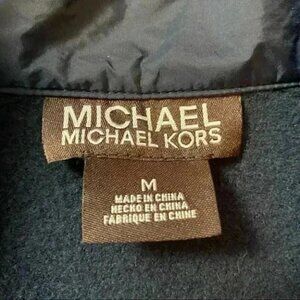 MICHAEL
MICHAEL KORS
M
MADE IN CHINA
HECHO EN CHINA
FABRIQUE EN CHINE